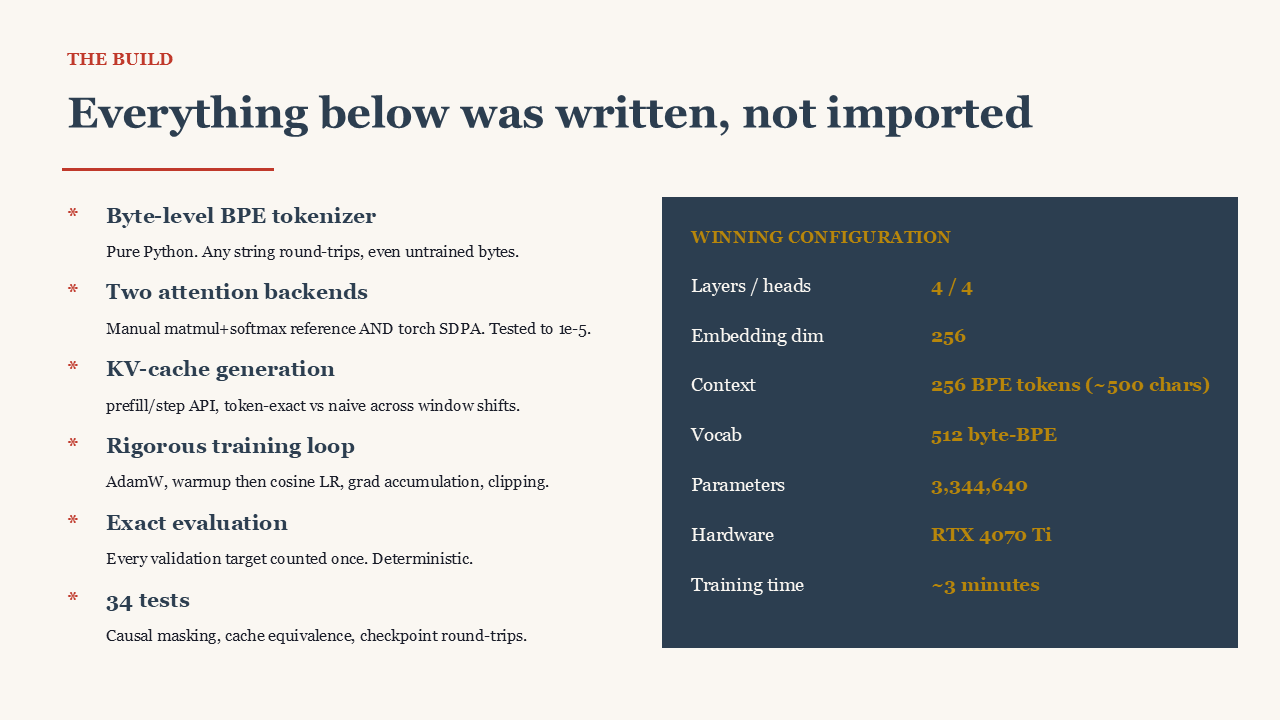 THE BUILD
Everything below was written, not imported
* Byte-level BPE tokenizer
Pure Python. Any string round-trips, even untrained bytes.
* Two attention backends
Manual matmul+softmax reference AND torch SDPA. Tested to 1e-5.
* KV-cache generation
prefill/step API, token-exact vs naive across window shifts.
* Rigorous training loop
AdamW, warmup then cosine LR, grad accumulation, clipping.
* Exact evaluation
Every validation target counted once. Deterministic.
* 34 tests
Causal masking, cache equivalence, checkpoint round-trips.
WINNING CONFIGURATION
Layers / heads 4 / 4
Embedding dim 256
Context 256 BPE tokens (~500 chars)
Vocab 512 byte-BPE
Parameters 3,344,640
Hardware RTX 4070 Ti
Training time ~3 minutes